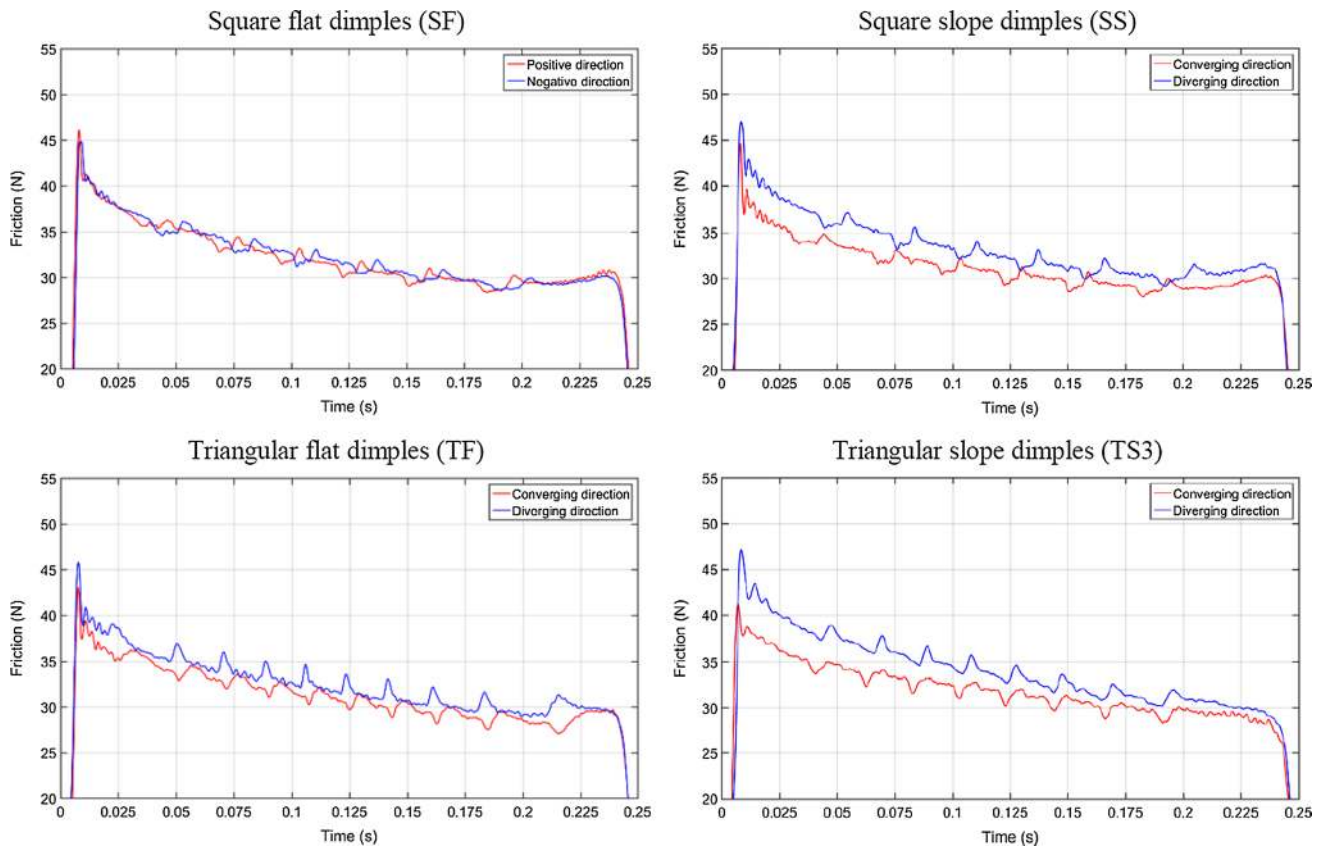 Square flat dimples (SF)
55
50
45
40
35
30
25
20
Friction (N)
Positive direction
Negative direction
0 0.025 0.05 0.075 0.1 0.125 0.15 0.175 0.2 0.225 0.25
Time (s)
Square slope dimples (SS)
55
50
45
40
35
30
25
20
Friction (N)
Converging direction
Diverging direction
0 0.025 0.05 0.075 0.1 0.125 0.15 0.175 0.2 0.225 0.25
Time (s)
Triangular flat dimples (TF)
55
50
45
40
35
30
25
20
Friction (N)
Converging direction
Diverging direction
0 0.025 0.05 0.075 0.1 0.125 0.15 0.175 0.2 0.225 0.25
Time (s)
Triangular slope dimples (TS3)
55
50
45
40
35
30
25
20
Friction (N)
Converging direction
Diverging direction
0 0.025 0.05 0.075 0.1 0.125 0.15 0.175 0.2 0.225 0.25
Time (s)